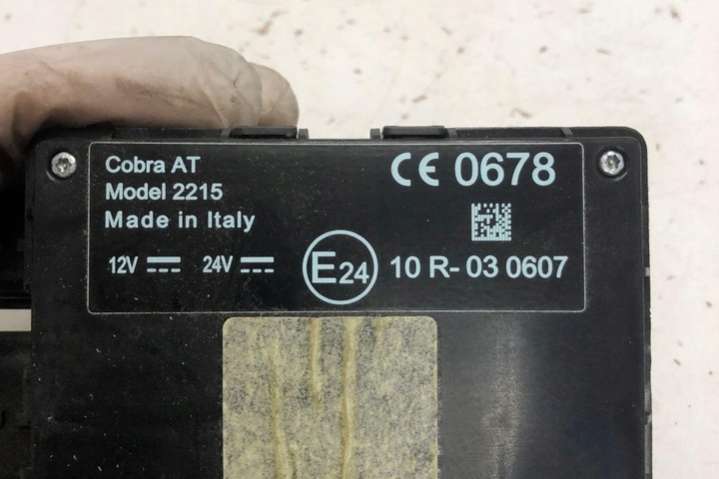 Cobra AT
Model 2215
Made in Italy
CE 0678
12V 24V E24 10 R-03 0607